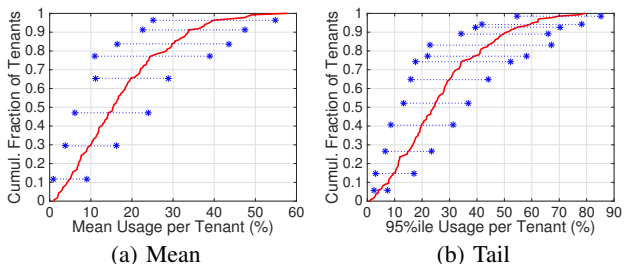 Cumul. Fraction of Tenants
1
0.9
0.8
0.7
0.6
0.5
0.4
0.3
0.2
0.1
0
0 10 20 30 40 50 60
Mean Usage per Tenant (%)
(a) Mean
Cumul. Fraction of Tenants
1
0.9
0.8
0.7
0.6
0.5
0.4
0.3
0.2
0.1
0
0 10 20 30 40 50 60 70 80 90
95%ile Usage per Tenant (%)
(b) Tail